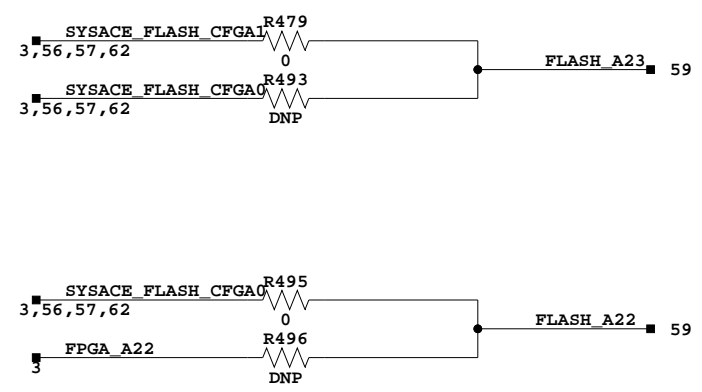 SYSACE_FLASH_CFGA1
R479
3,56,57,62
0
FLASH_A23
59
SYSACE_FLASH_CFGA0
R493
3,56,57,62
DNP
SYSACE_FLASH_CFGA0
R495
3,56,57,62
0
FLASH_A22
59
FPGA_A22
R496
3
DNP